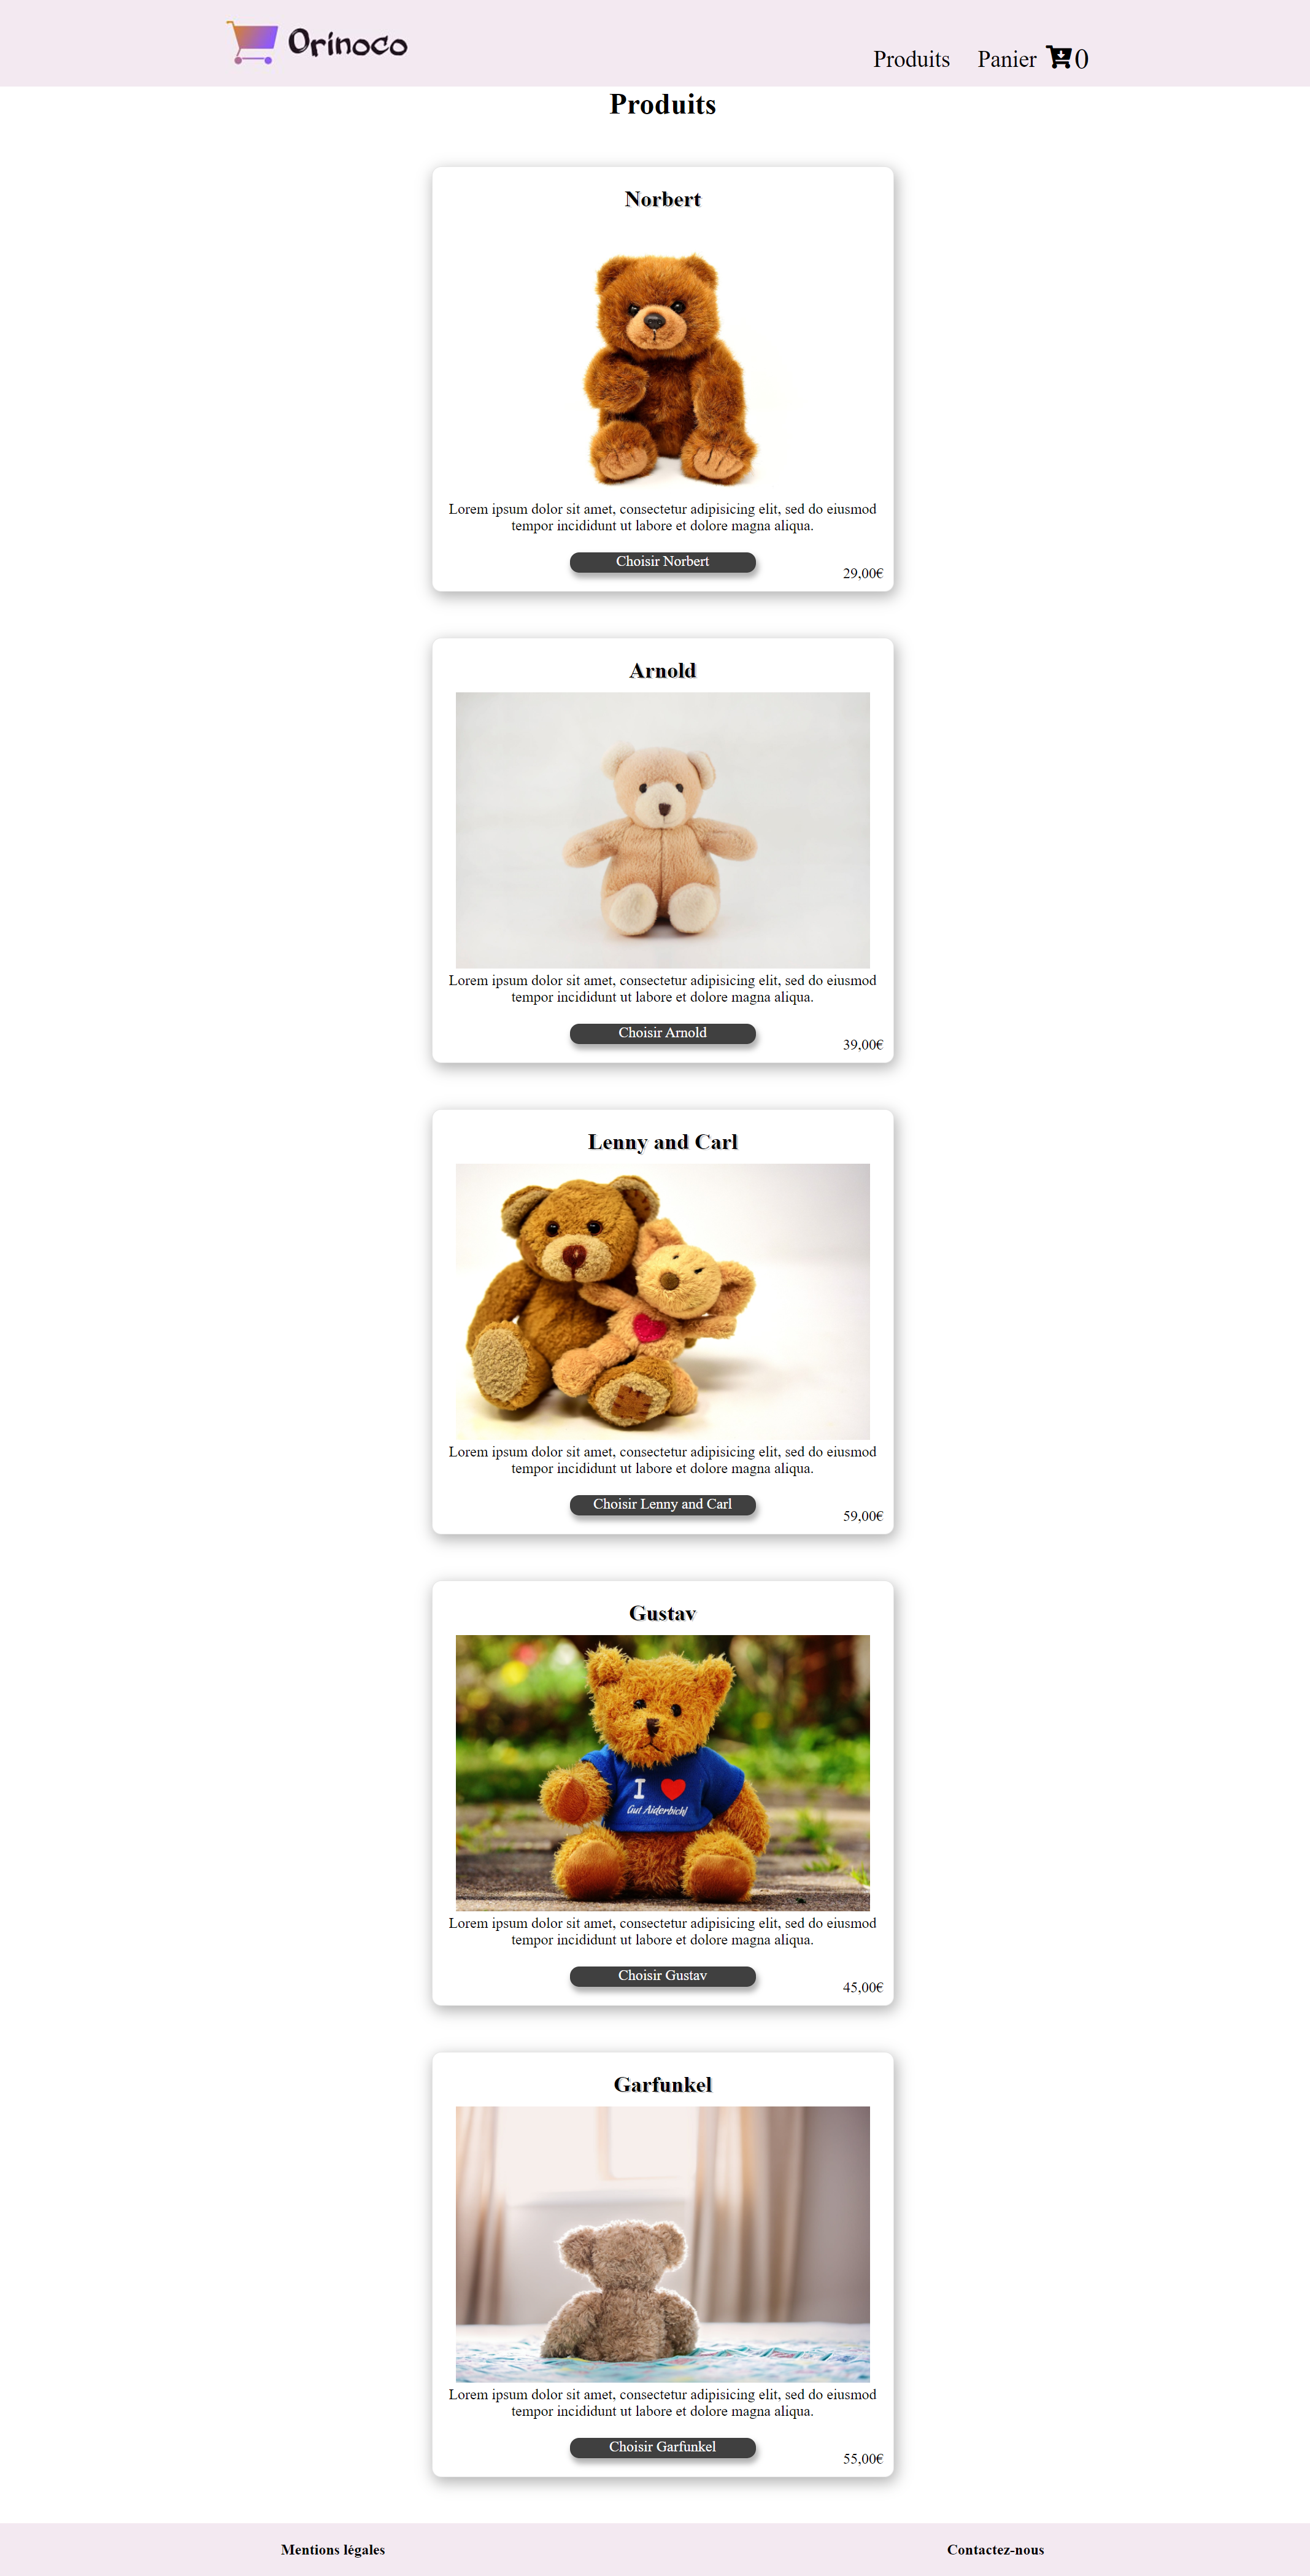 Orinoco
Produits Panier 0
Produits
Norbert
Lorem ipsum dolor sit amet, consectetur adipisicing elit, sed do eiusmod
tempor incididunt ut labore et dolore magna aliqua.
Choisir Norbert
29,00€
Arnold
Lorem ipsum dolor sit amet, consectetur adipisicing elit, sed do eiusmod
tempor incididunt ut labore et dolore magna aliqua.
Choisir Arnold
39,00€
Lenny and Carl
Lorem ipsum dolor sit amet, consectetur adipisicing elit, sed do eiusmod
tempor incididunt ut labore et dolore magna aliqua.
Choisir Lenny and Carl
59,00€
Gustav
I ❤
Gut Aiderbichl
Lorem ipsum dolor sit amet, consectetur adipisicing elit, sed do eiusmod
tempor incididunt ut labore et dolore magna aliqua.
Choisir Gustav
45,00€
Garfunkel
Lorem ipsum dolor sit amet, consectetur adipisicing elit, sed do eiusmod
tempor incididunt ut labore et dolore magna aliqua.
Choisir Garfunkel
55,00€
Mentions légales Contactez-nous